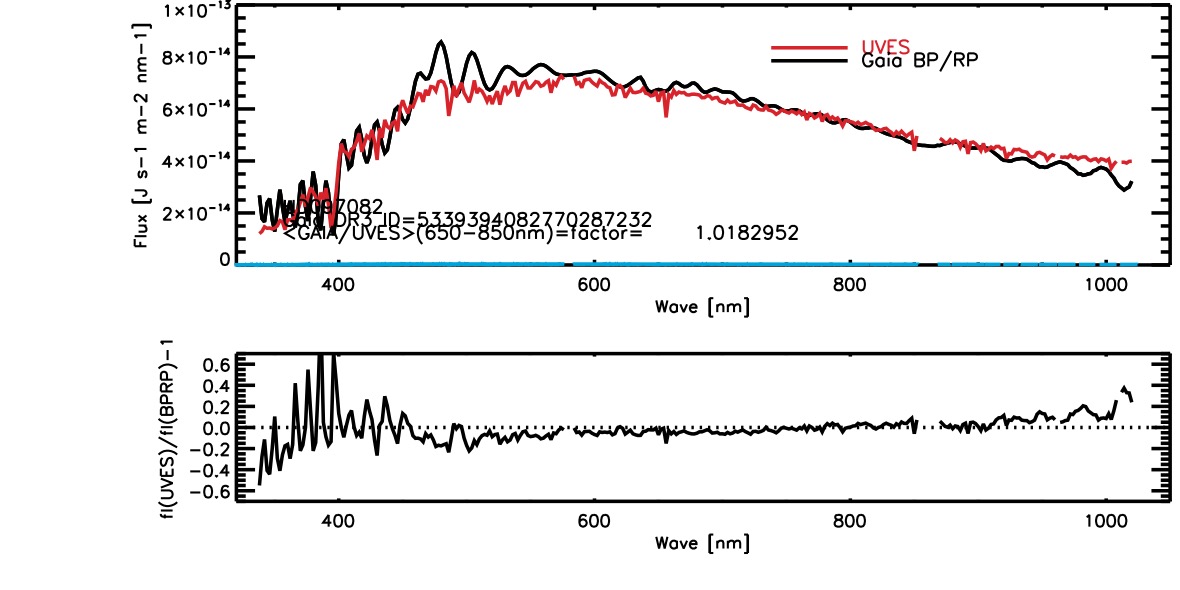 1×10−13
8×10−14
6×10−14
4×10−14
2×10−14
0
Flux [J s−1 m−2 nm−1]
UVES
Gaia BP/RP
DR3 ID=5339394082770287232
<GAIA/UVES>(650−850nm)=factor= 1.0182952
400 600 800 1000
Wave [nm]
0.6
0.4
0.2
0.0
−0.2
−0.4
−0.6
fl(UVES)/fl(BPRP)−1
400 600 800 1000
Wave [nm]